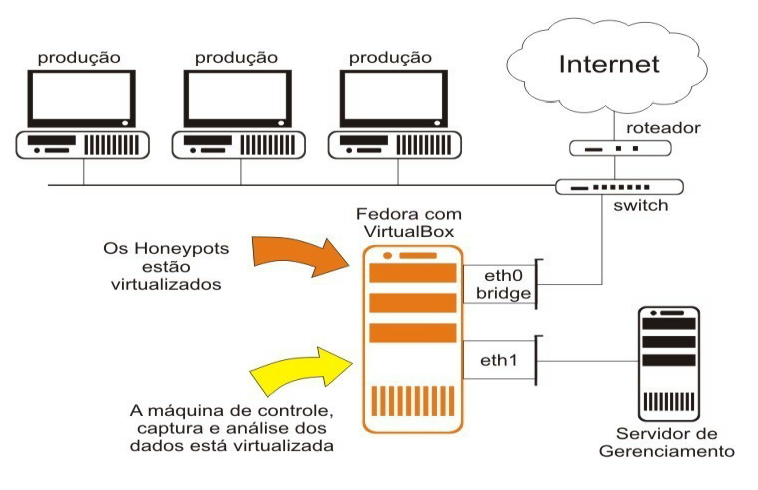 produção
produção
produção
Internet
roteador
switch
Fedora com
VirtualBox
Os Honeypots
estão
virtualizados
eth0
bridge
eth1
A máquina de controle,
captura e análise dos
dados está virtualizada
Servidor de
Gerenciamento